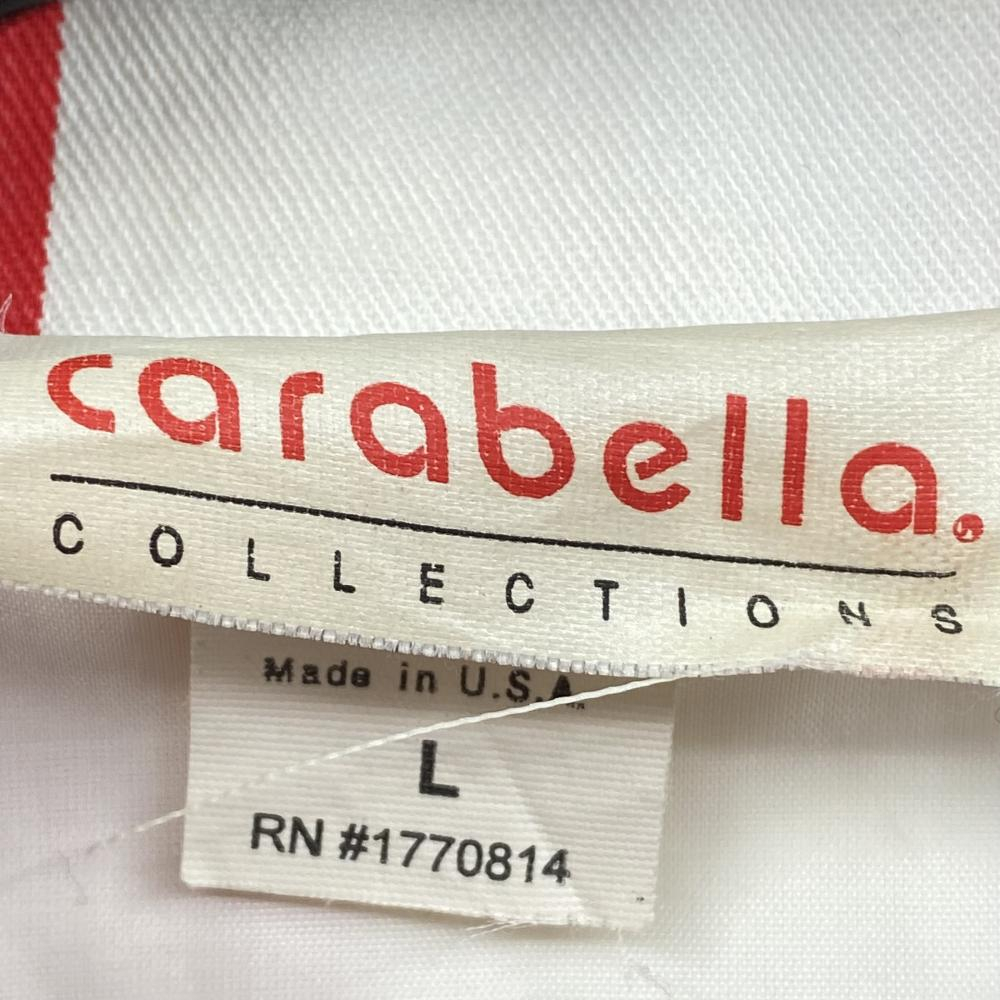 carabella.
COLLECTIONS
Made in U.S.A.
L
RN #1770814